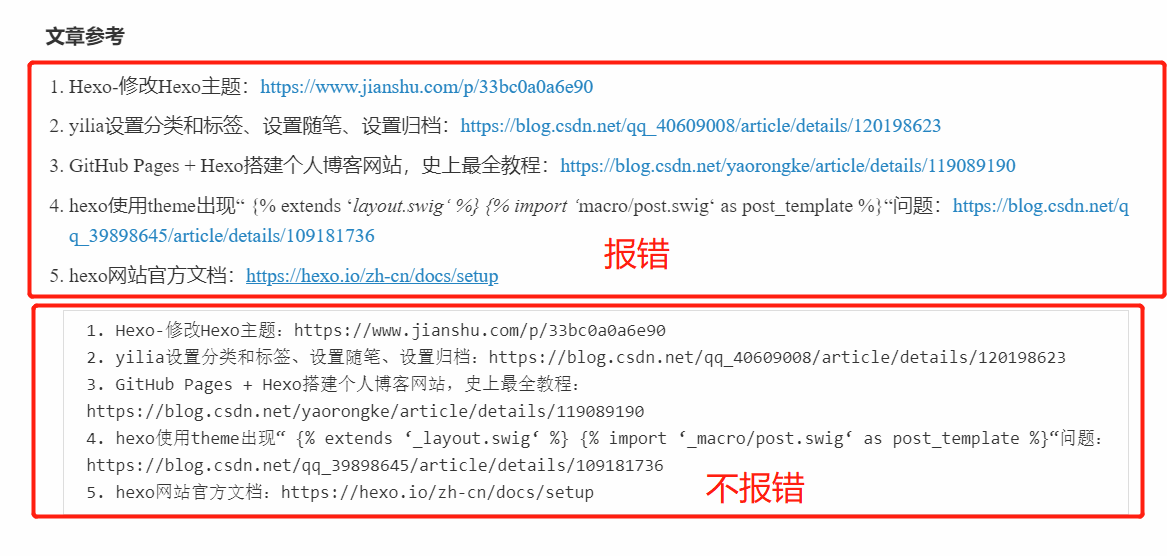 文章参考
1. Hexo-修改Hexo主题：https://www.jianshu.com/p/33bc0a0a6e90
2. yilia设置分类和标签、设置随笔、设置归档：https://blog.csdn.net/qq_40609008/article/details/120198623
3. GitHub Pages + Hexo搭建个人博客网站，史上最全教程：https://blog.csdn.net/yaorongke/article/details/119089190
4. hexo使用theme出现“ {% extends ‘layout.swig‘ %} {% import ‘macro/post.swig‘ as post_template %}“问题：https://blog.csdn.net/q
q_39898645/article/details/109181736
报错
5. hexo网站官方文档：https://hexo.io/zh-cn/docs/setup
1. Hexo-修改Hexo主题：https://www.jianshu.com/p/33bc0a0a6e90
2. yilia设置分类和标签、设置随笔、设置归档：https://blog.csdn.net/qq_40609008/article/details/120198623
3. GitHub Pages + Hexo搭建个人博客网站，史上最全教程：
https://blog.csdn.net/yaorongke/article/details/119089190
4. hexo使用theme出现“ {% extends ‘_layout.swig‘ %} {% import ‘_macro/post.swig‘ as post_template %}“问题：
https://blog.csdn.net/qq_39898645/article/details/109181736
5. hexo网站官方文档：https://hexo.io/zh-cn/docs/setup
不报错